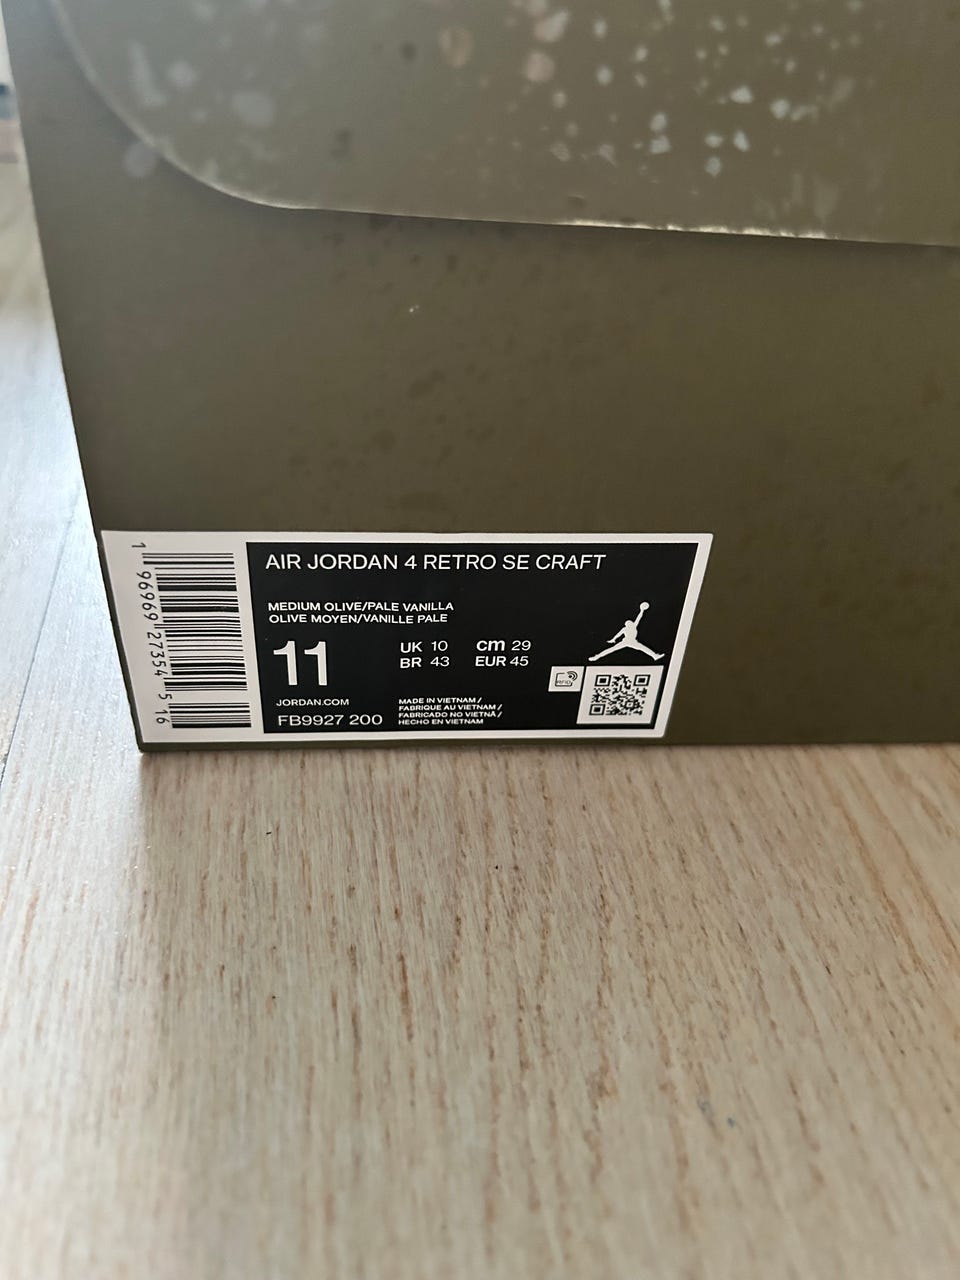 AIR JORDAN 4 RETRO SE CRAFT
MEDIUM OLIVE/PALE VANILLA
OLIVE MOYEN/VANILLE PALE
11
UK 10 cm 29
BR 43 EUR 45
JORDAN.COM
FB9927 200
MADE IN VIETNAM /
FABRIQUE AU VIETNAM /
FABRICADO NO VIETNÃ /
HECHO EN VIETNAM
RFID
1 96969 27354 5 16